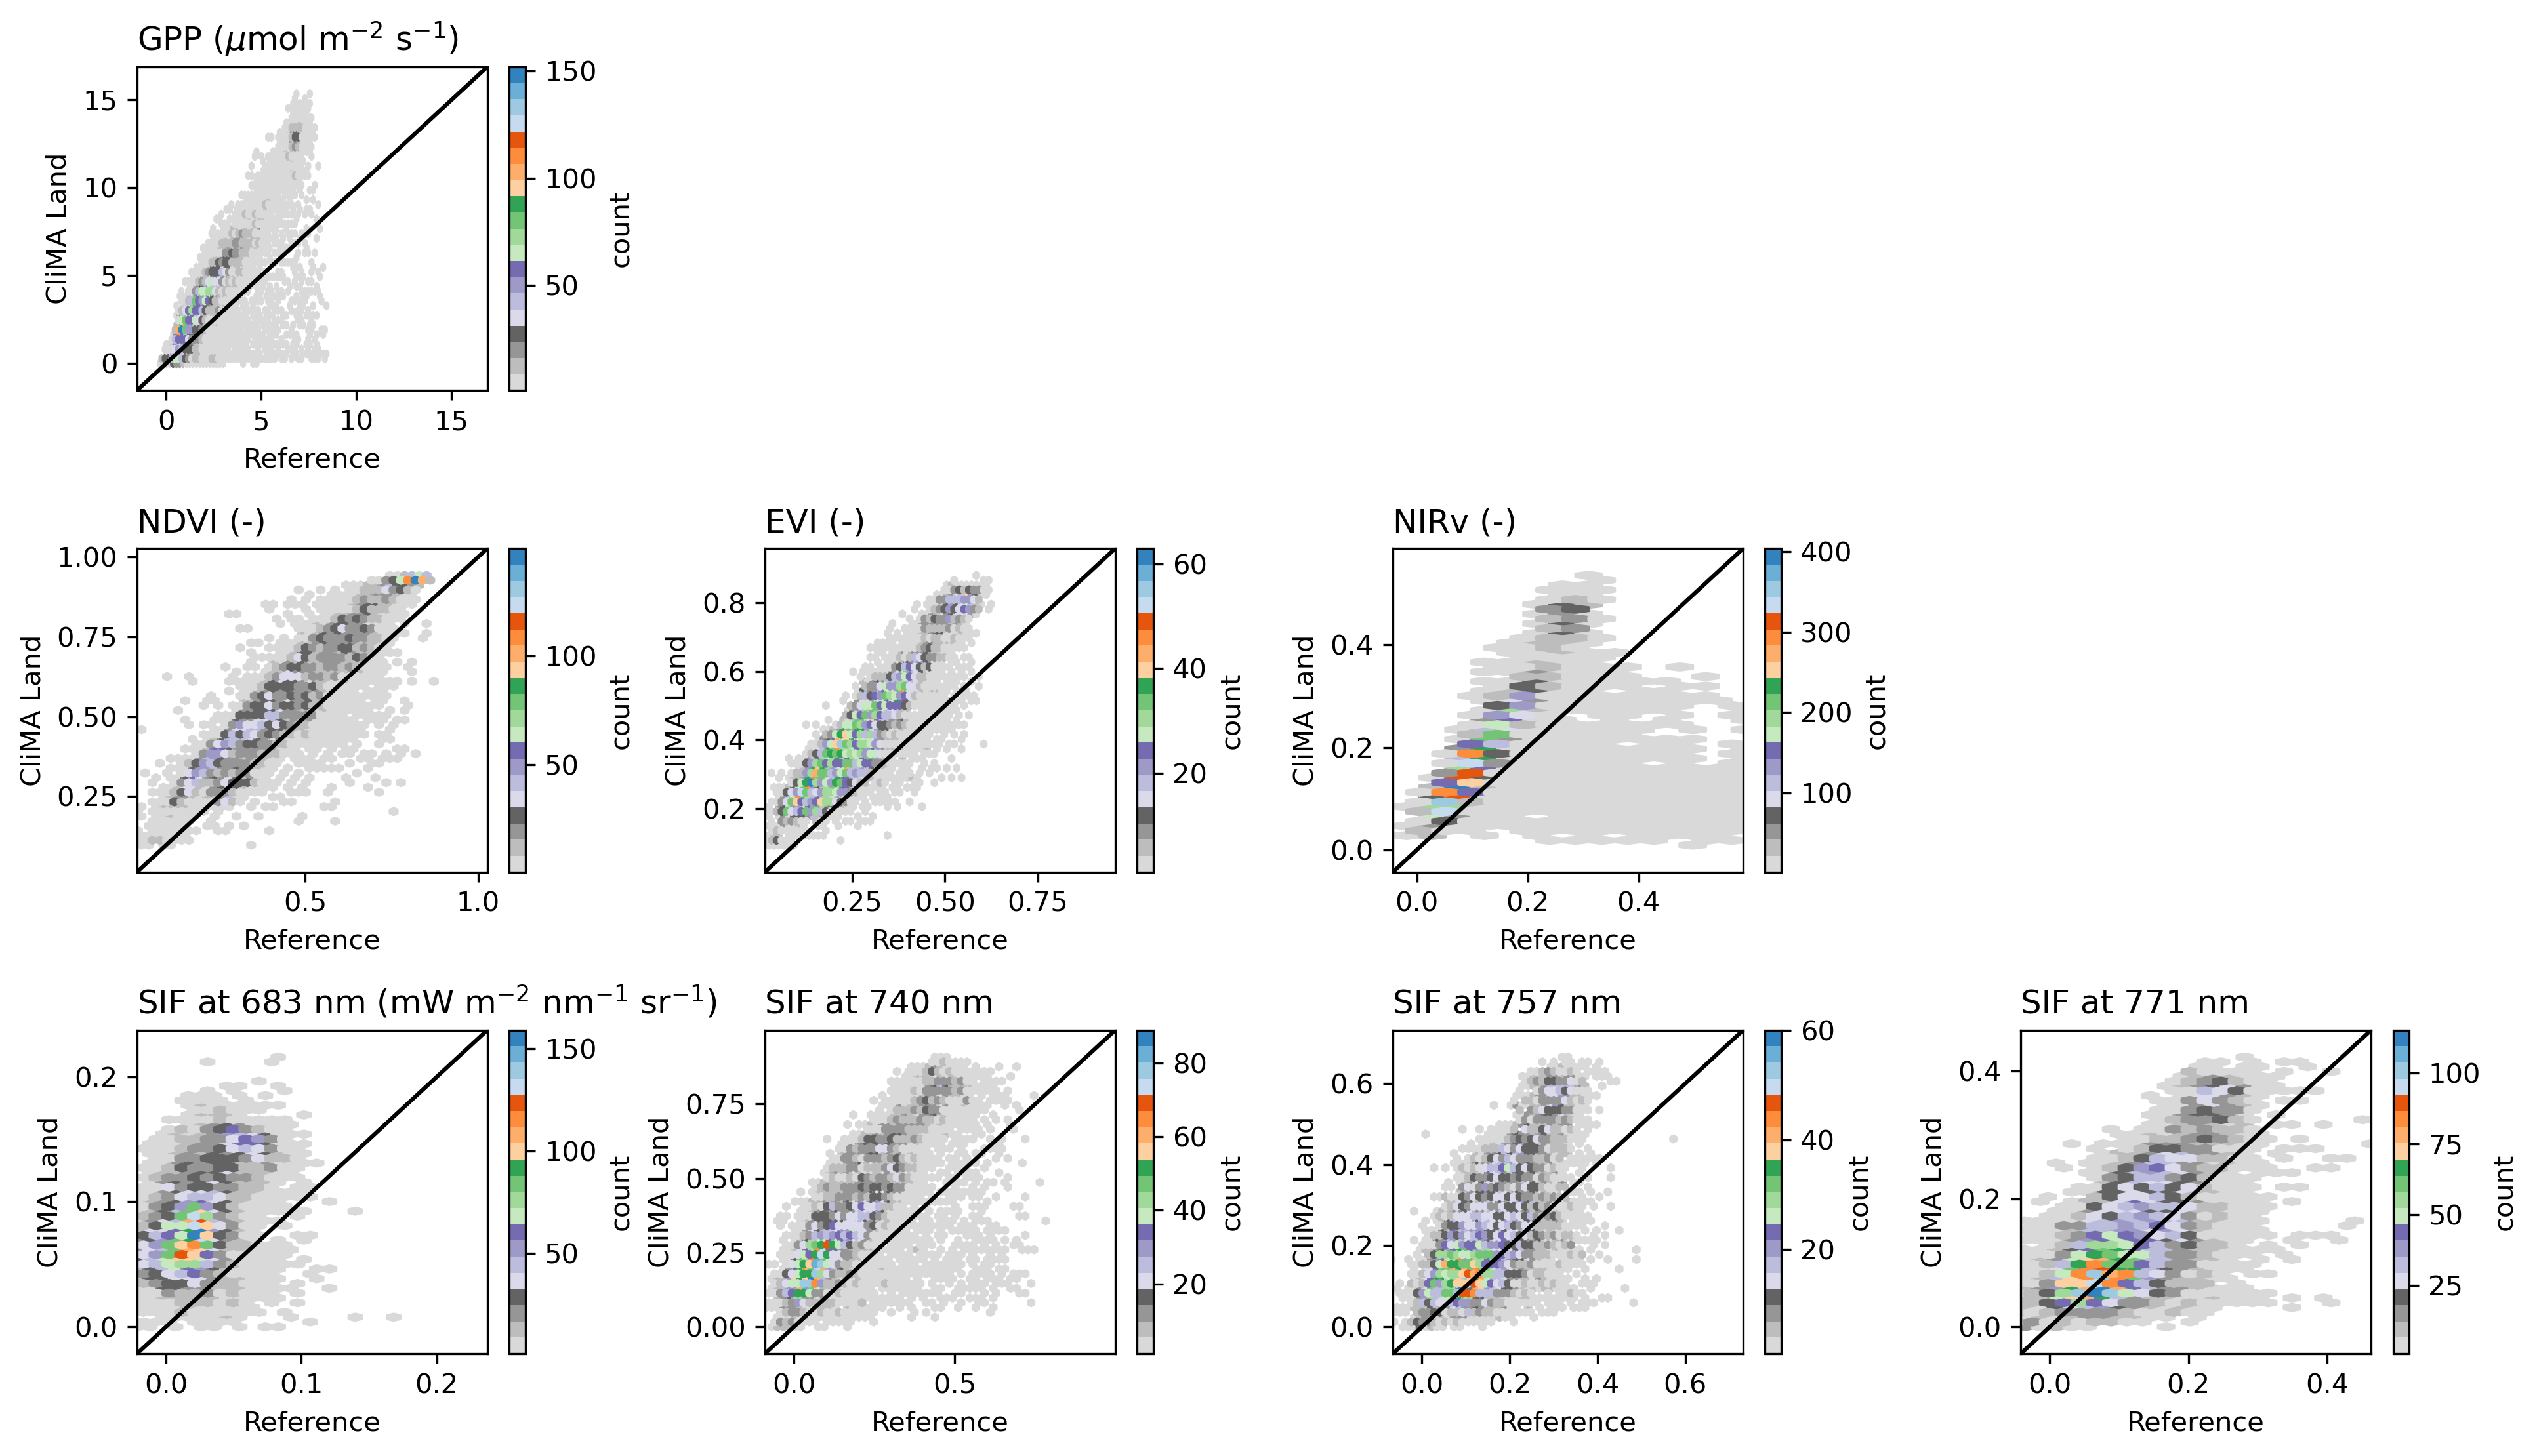 GPP (μmol m⁻² s⁻¹)
CliMA Land
15
10
5
0
0 5 10 15
Reference
150
100
50
count
NDVI (-)
CliMA Land
1.00
0.75
0.50
0.25
0.5 1.0
Reference
100
50
count
EVI (-)
CliMA Land
0.8
0.6
0.4
0.2
0.25 0.50 0.75
Reference
60
40
20
count
NIRv (-)
CliMA Land
0.4
0.2
0.0
0.0 0.2 0.4
Reference
400
300
200
100
count
SIF at 683 nm (mW m⁻² nm⁻¹ sr⁻¹)
CliMA Land
0.2
0.1
0.0
0.0 0.1 0.2
Reference
150
100
50
count
SIF at 740 nm
CliMA Land
0.75
0.50
0.25
0.00
0.0 0.5
Reference
80
60
40
20
count
SIF at 757 nm
CliMA Land
0.6
0.4
0.2
0.0
0.0 0.2 0.4 0.6
Reference
60
40
20
count
SIF at 771 nm
CliMA Land
0.4
0.2
0.0
0.0 0.2 0.4
Reference
100
75
50
25
count